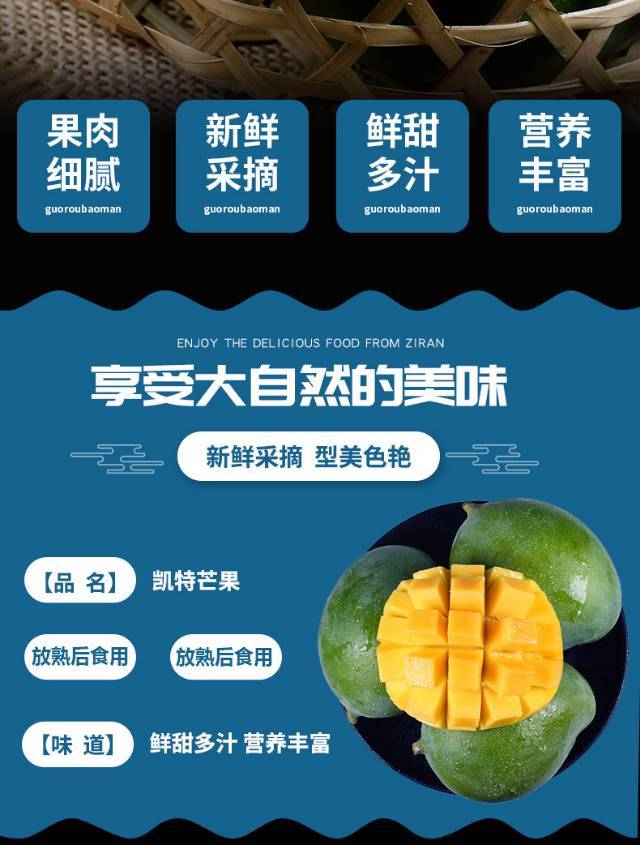 果肉
细腻
guoroubaoman
新鲜
采摘
guoroubaoman
鲜甜
多汁
guoroubaoman
营养
丰富
guoroubaoman
ENJOY THE DELICIOUS FOOD FROM ZIRAN
享受大自然的美味
新鲜采摘 型美色艳
【品 名】 凯特芒果
放熟后食用 放熟后食用
【味 道】 鲜甜多汁 营养丰富